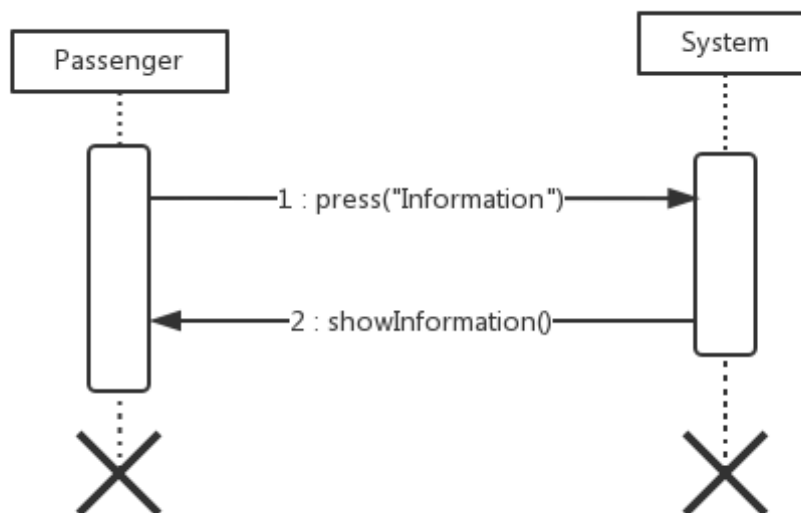 System
Passenger
1 : press("Information")
2 : showInformation()